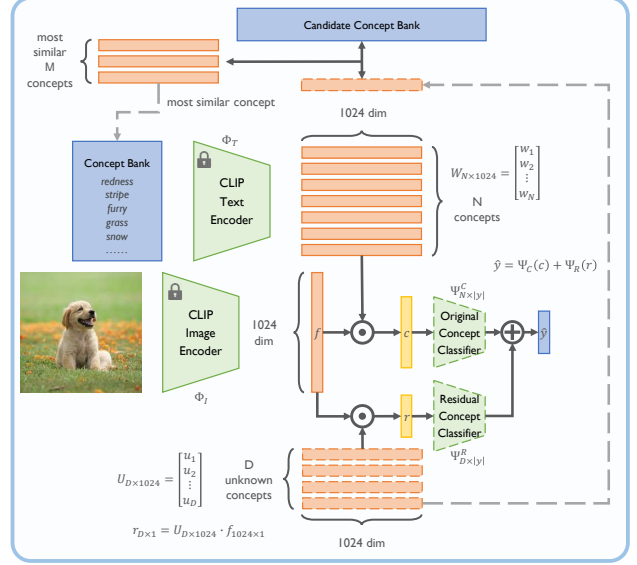 Candidate Concept Bank
most
similar
M
concepts
most similar concept
1024 dim
Φ_T
Concept Bank
redness
stripe
furry
grass
snow
……
CLIP
Text
Encoder
W_{N×1024} = [w_1 w_2 ⋮ w_N]
N
concepts
ŷ = Ψ_C(c) + Ψ_R(r)
CLIP
Image
Encoder
Φ_I
1024
dim
f
c
Ψ^C_{N×|y|}
Original
Concept
Classifier
ŷ
r
Residual
Concept
Classifier
Ψ^R_{D×|y|}
U_{D×1024} = [u_1 u_2 ⋮ u_D]
D
unknown
concepts
r_{D×1} = U_{D×1024} · f_{1024×1}
1024 dim